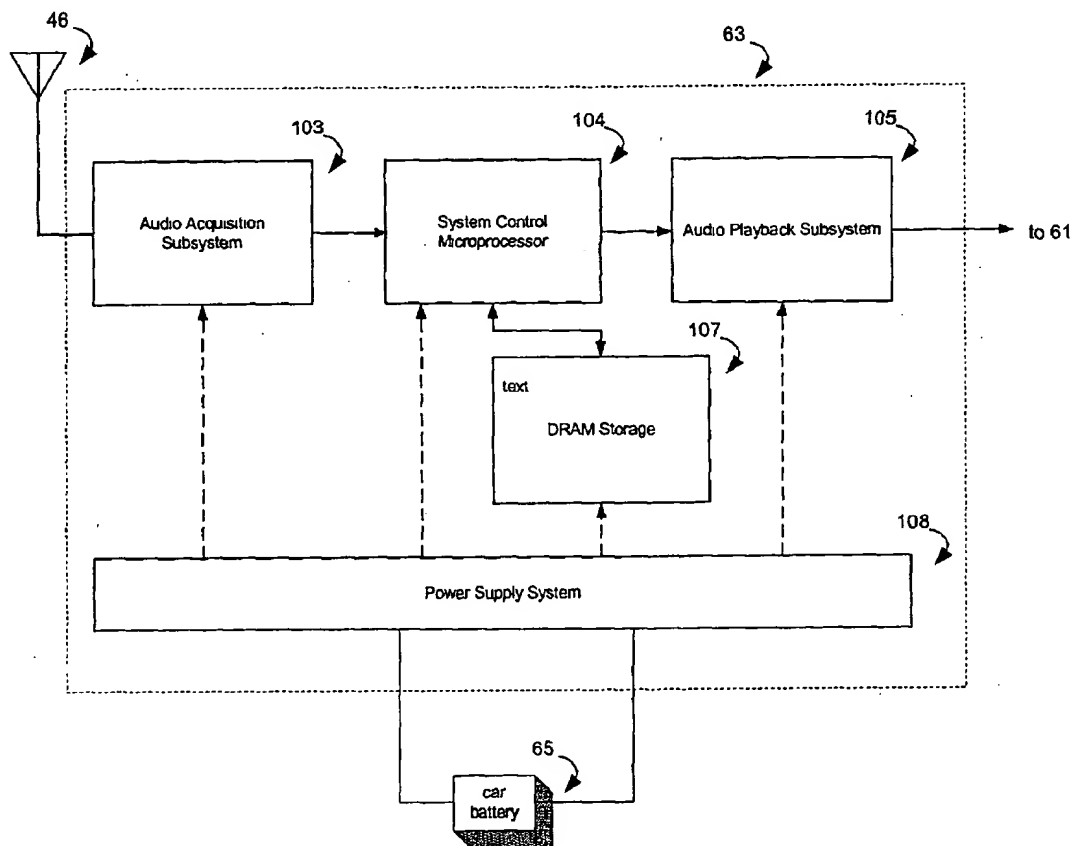 46
63
103
104
105
Audio Acquisition
Subsystem
System Control
Microprocessor
Audio Playback Subsystem
to 61
107
text
DRAM Storage
108
Power Supply System
65
car
battery